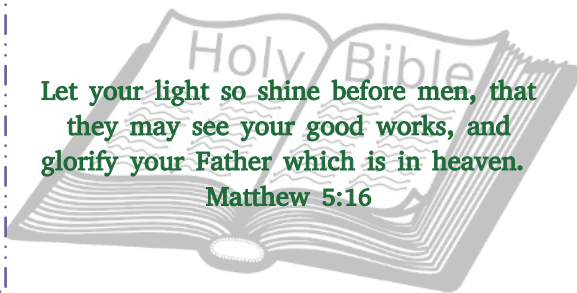 Holy Bible
Let your light so shine before men, that
they may see your good works, and
glorify your Father which is in heaven.
Matthew 5:16